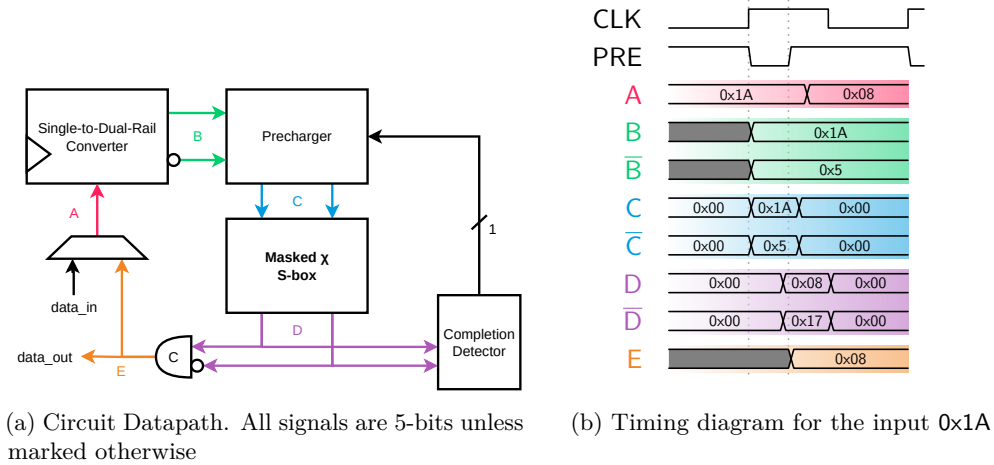 Single-to-Dual-Rail
Converter
B
Precharger
A
C
1
Masked χ
S-box
data_in
D
Completion
Detector
data_out
C
E
(a) Circuit Datapath. All signals are 5-bits unless
marked otherwise
CLK
PRE
A 0x1A 0x08
B 0x1A
B̅ 0x5
C 0x00 0x1A 0x00
C̅ 0x00 0x5 0x00
D 0x00 0x08 0x00
D̅ 0x00 0x17 0x00
E 0x08
(b) Timing diagram for the input 0x1A